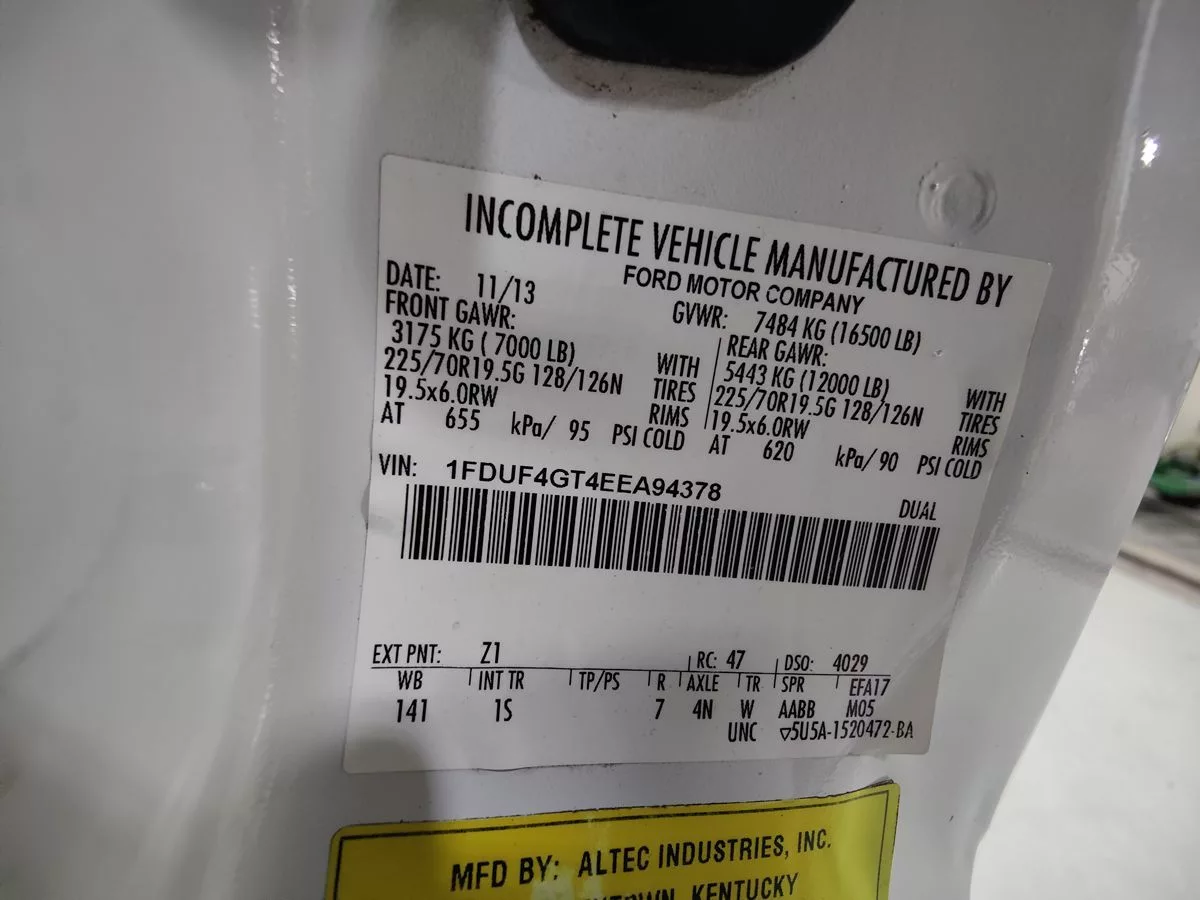 INCOMPLETE VEHICLE MANUFACTURED BY
FORD MOTOR COMPANY
DATE: 11/13 GVWR: 7484 KG (16500 LB)
FRONT GAWR: REAR GAWR:
3175 KG ( 7000 LB) WITH 5443 KG (12000 LB) WITH
225/70R19.5G 128/126N TIRES 225/70R19.5G 128/126N TIRES
19.5x6.0RW RIMS 19.5x6.0RW RIMS
AT 655 kPa/ 95 PSI COLD AT 620 kPa/ 90 PSI COLD
VIN: 1FDUF4GT4EEA94378
DUAL
EXT PNT: Z1 RC: 47 DSO: 4029
WB INT TR TP/PS R AXLE TR SPR EFA17
141 1S 7 4N W AABB M05
UNC ▽5U5A-1520472-BA
MFD BY: ALTEC INDUSTRIES, INC.
KENTUCKY